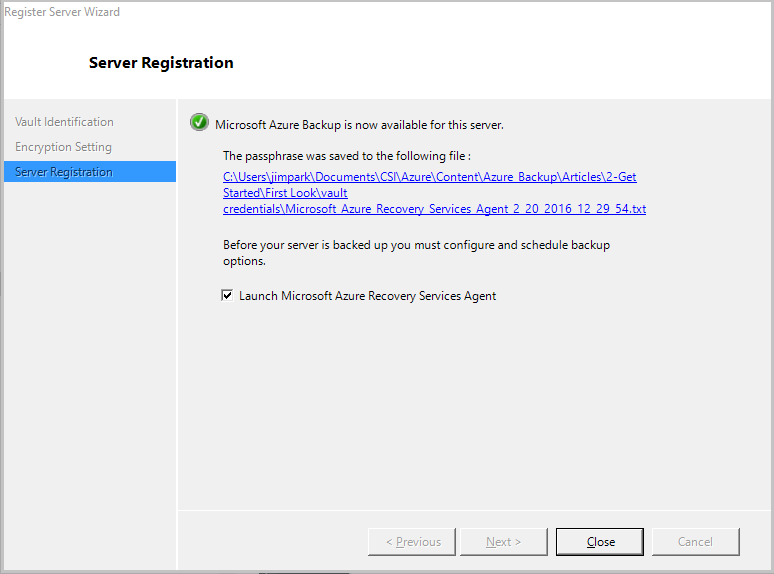 Register Server Wizard
Server Registration
Vault Identification
Encryption Setting
Server Registration
Microsoft Azure Backup is now available for this server.
The passphrase was saved to the following file :
C:\Users\jimpark\Documents\CSI\Azure\Content\Azure_Backup\Articles\2-Get
Started\First Look\vault
credentials\Microsoft_Azure_Recovery_Services_Agent_2_20_2016_12_29_54.txt
Before your server is backed up you must configure and schedule backup
options.
Launch Microsoft Azure Recovery Services Agent
< Previous
Next >
Close
Cancel